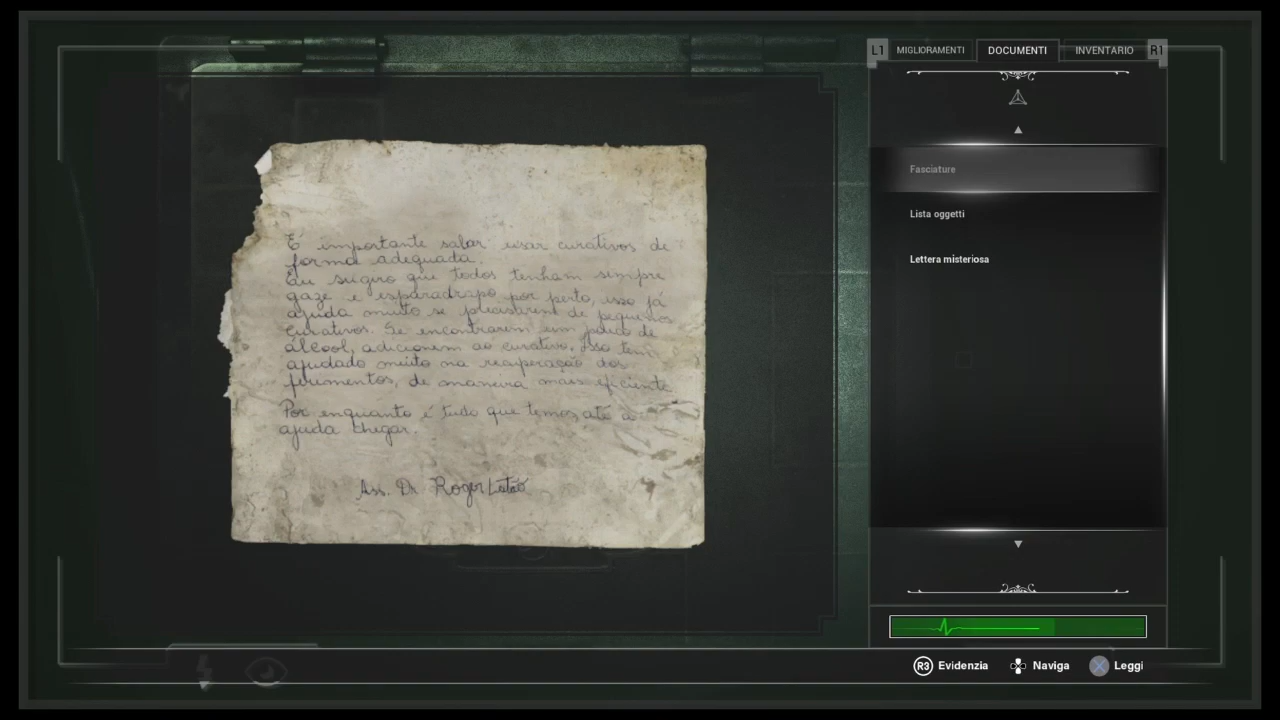 L1 MIGLIORAMENTI DOCUMENTI INVENTARIO R1
É importante saber usar curativos de
forma adequada.
Eu sugiro que todos tenham sempre
gaze e esparadrapo por perto, isso já
ajuda muito se precisarem de pequenos
curativos. Se encontrarem um pouco de
álcool, adicionem ao curativo, isso tem
ajudado muito na recuperação dos
ferimentos, de maneira mais eficiente
Por enquanto é tudo que temos, até a
ajuda chegar.
Ass. Dr Roger
Fasciature
Lista oggetti
Lettera misteriosa
R3 Evidenzia Naviga Leggi